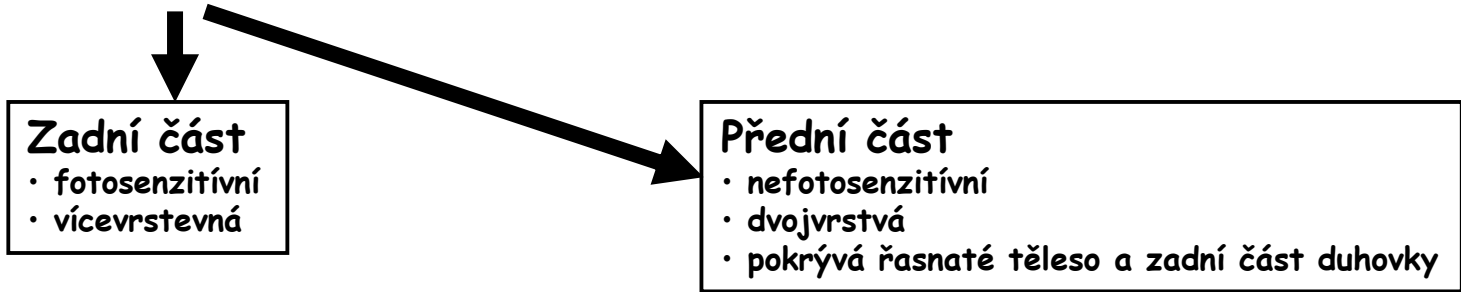 Zadní část
• fotosenzitívní
• vícevrstevná
Přední část
• nefotosenzitívní
• dvojvrstvá
• pokrývá řasnaté těleso a zadní část duhovky